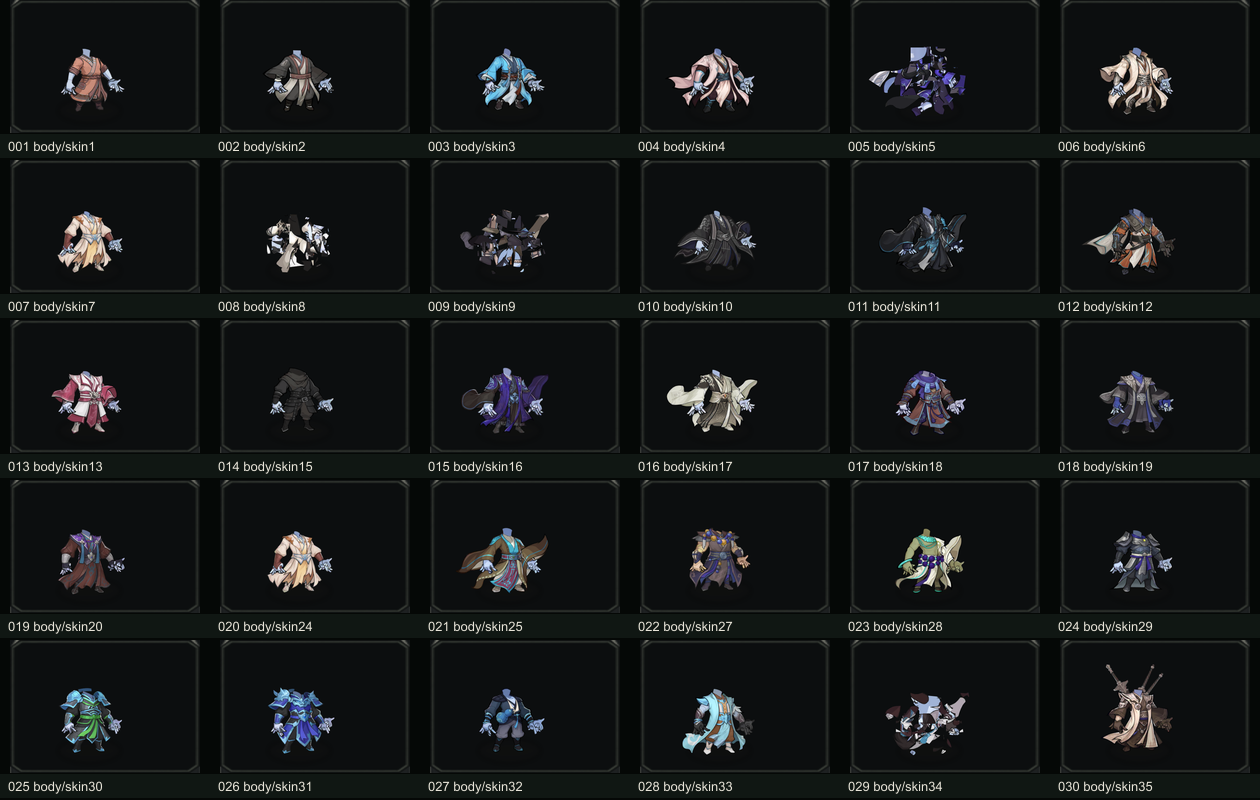 001 body/skin1
002 body/skin2
003 body/skin3
004 body/skin4
005 body/skin5
006 body/skin6
007 body/skin7
008 body/skin8
009 body/skin9
010 body/skin10
011 body/skin11
012 body/skin12
013 body/skin13
014 body/skin15
015 body/skin16
016 body/skin17
017 body/skin18
018 body/skin19
019 body/skin20
020 body/skin24
021 body/skin25
022 body/skin27
023 body/skin28
024 body/skin29
025 body/skin30
026 body/skin31
027 body/skin32
028 body/skin33
029 body/skin34
030 body/skin35